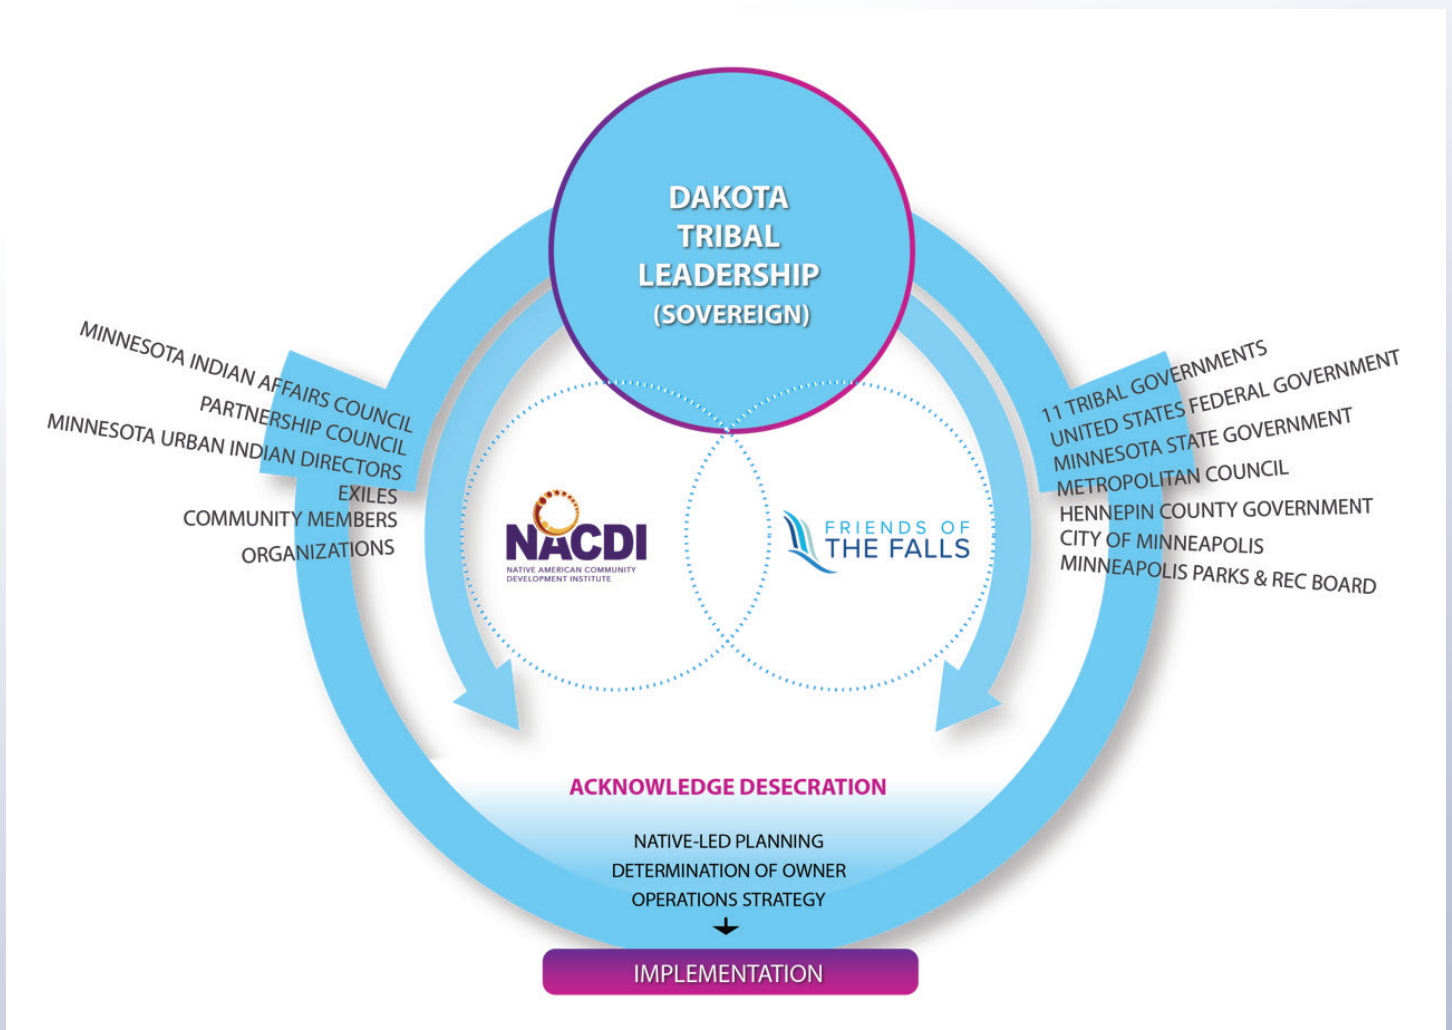 DAKOTA
TRIBAL
LEADERSHIP
(SOVEREIGN)
MINNESOTA INDIAN AFFAIRS COUNCIL
PARTNERSHIP COUNCIL
MINNESOTA URBAN INDIAN DIRECTORS
EXILES
COMMUNITY MEMBERS
ORGANIZATIONS
11 TRIBAL GOVERNMENTS
UNITED STATES FEDERAL GOVERNMENT
MINNESOTA STATE GOVERNMENT
METROPOLITAN COUNCIL
HENNEPIN COUNTY GOVERNMENT
CITY OF MINNEAPOLIS
MINNEAPOLIS PARKS & REC BOARD
NACDI
NATIVE AMERICAN COMMUNITY
DEVELOPMENT INSTITUTE
FRIENDS OF
THE FALLS
ACKNOWLEDGE DESECRATION
NATIVE-LED PLANNING
DETERMINATION OF OWNER
OPERATIONS STRATEGY
IMPLEMENTATION